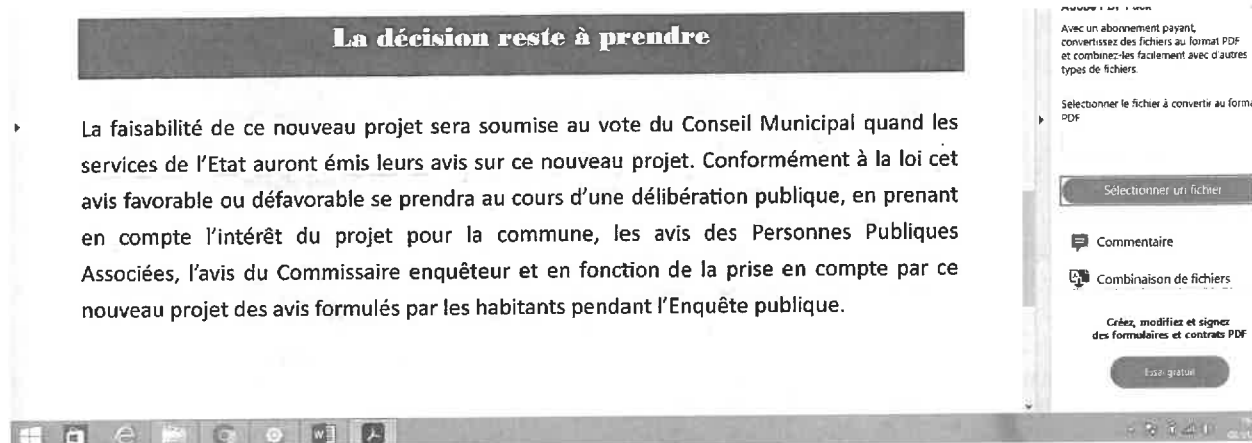 La décision reste à prendre
La faisabilité de ce nouveau projet sera soumise au vote du Conseil Municipal quand les
services de l'Etat auront émis leurs avis sur ce nouveau projet. Conformément à la loi cet
avis favorable ou défavorable se prendra au cours d'une délibération publique, en prenant
en compte l'intérêt du projet pour la commune, les avis des Personnes Publiques
Associées, l'avis du Commissaire enquêteur et en fonction de la prise en compte par ce
nouveau projet des avis formulés par les habitants pendant l'Enquête publique.
Adobe PDF Pack
Avec un abonnement payant,
convertissez des fichiers au format PDF
et combinez-les facilement avec d'autres
types de fichiers.
Sélectionner le fichier à convertir au forma
PDF
Sélectionner un fichier
Commentaire
Combinaison de fichiers
Créez, modifiez et signez
des formulaires et contrats PDF
Essai gratuit